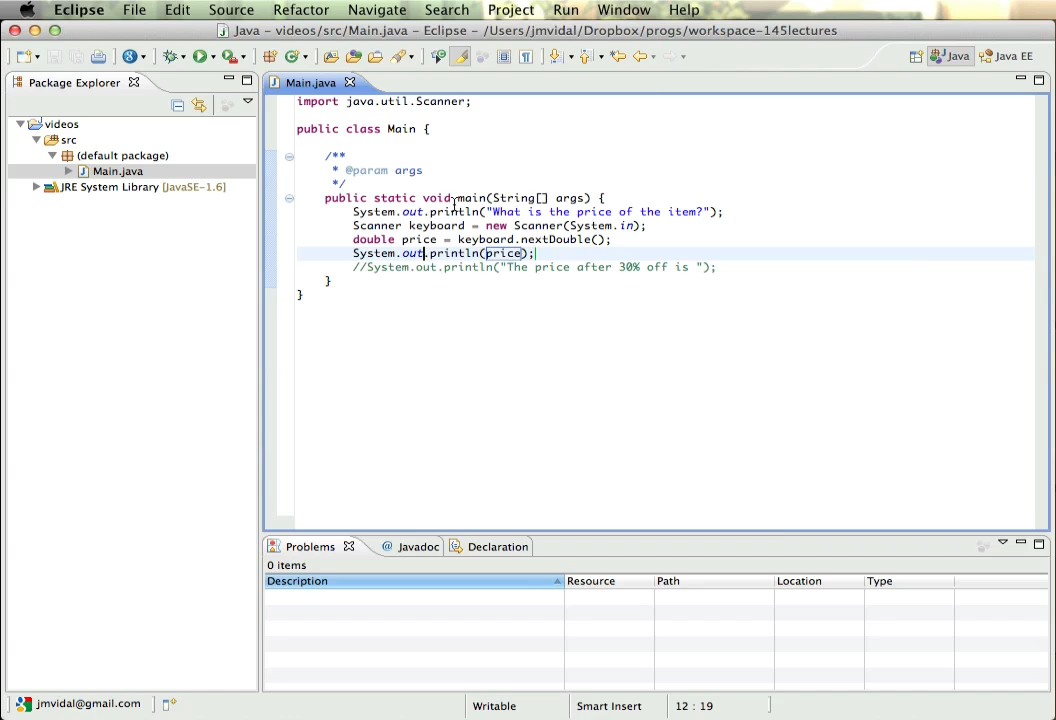 Eclipse File Edit Source Refactor Navigate Search Project Run Window Help
Java – videos/src/Main.java – Eclipse – /Users/jmvidal/Dropbox/progs/workspace-145lectures
Java Java EE
Package Explorer
videos
src
(default package)
Main.java
JRE System Library [JavaSE-1.6]
Main.java
import java.util.Scanner;
public class Main {
/**
* @param args
*/
public static void main(String[] args) {
System.out.println("What is the price of the item?");
Scanner keyboard = new Scanner(System.in);
double price = keyboard.nextDouble();
System.out.println(price);
//System.out.println("The price after 30% off is ");
}
}
Problems @ Javadoc Declaration
0 items
Description Resource Path Location Type
jmvidal@gmail.com Writable Smart Insert 12 : 19